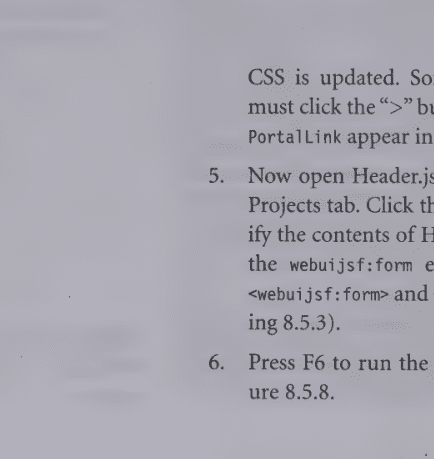 CSS is updated. So
must click the “>” bu
PortalLink appear in
5. Now open Header.js
Projects tab. Click th
ify the contents of H
the webuijsf:form e
<webuijsf:form> and
ing 8.5.3).
6. Press F6 to run the
ure 8.5.8.